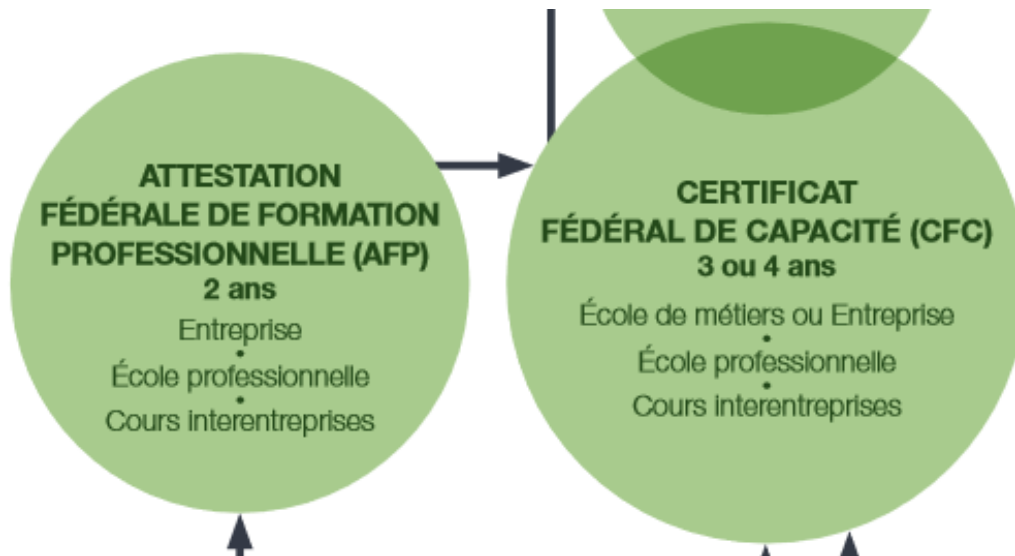 ATTESTATION
FÉDÉRALE DE FORMATION
PROFESSIONNELLE (AFP)
2 ans
Entreprise
•
École professionnelle
•
Cours interentreprises
CERTIFICAT
FÉDÉRAL DE CAPACITÉ (CFC)
3 ou 4 ans
École de métiers ou Entreprise
•
École professionnelle
•
Cours interentreprises